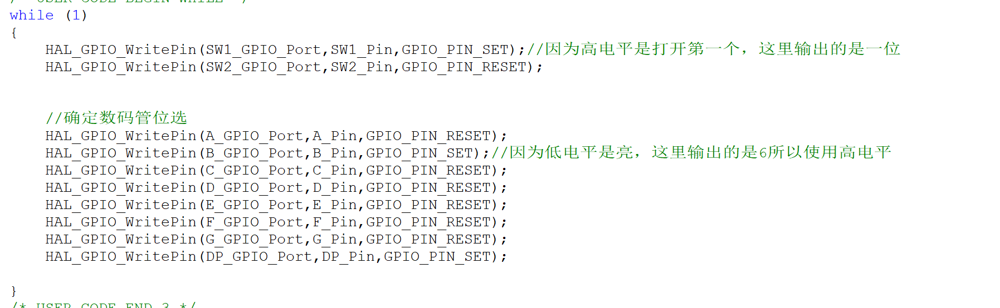 while (1)
{
HAL_GPIO_WritePin(SW1_GPIO_Port,SW1_Pin,GPIO_PIN_SET);//因为高电平是打开第一个，这里输出的是一位
HAL_GPIO_WritePin(SW2_GPIO_Port,SW2_Pin,GPIO_PIN_RESET);
//确定数码管位选
HAL_GPIO_WritePin(A_GPIO_Port,A_Pin,GPIO_PIN_RESET);
HAL_GPIO_WritePin(B_GPIO_Port,B_Pin,GPIO_PIN_SET);//因为低电平是亮，这里输出的是6所以使用高电平
HAL_GPIO_WritePin(C_GPIO_Port,C_Pin,GPIO_PIN_RESET);
HAL_GPIO_WritePin(D_GPIO_Port,D_Pin,GPIO_PIN_RESET);
HAL_GPIO_WritePin(E_GPIO_Port,E_Pin,GPIO_PIN_RESET);
HAL_GPIO_WritePin(F_GPIO_Port,F_Pin,GPIO_PIN_RESET);
HAL_GPIO_WritePin(G_GPIO_Port,G_Pin,GPIO_PIN_RESET);
HAL_GPIO_WritePin(DP_GPIO_Port,DP_Pin,GPIO_PIN_SET);
}
/* USER CODE END 3 */